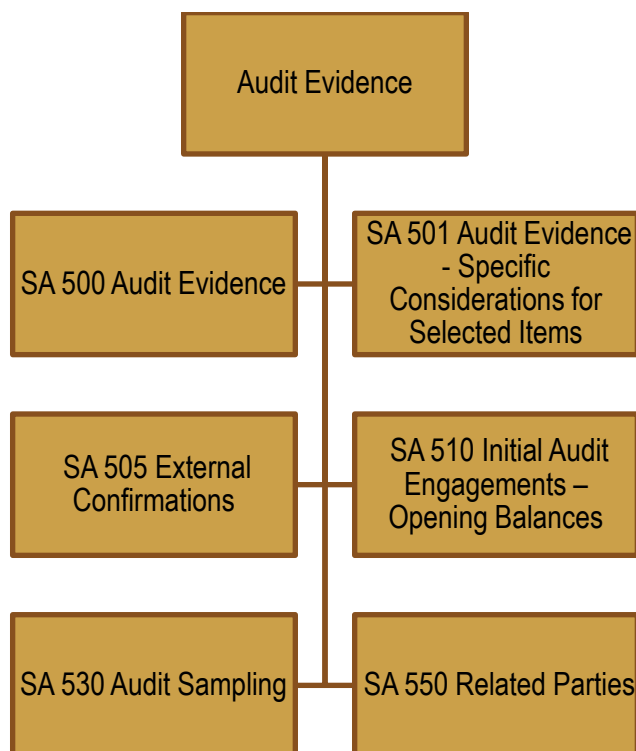 Audit Evidence
SA 500 Audit Evidence
SA 501 Audit Evidence
- Specific
Considerations for
Selected Items
SA 505 External
Confirmations
SA 510 Initial Audit
Engagements –
Opening Balances
SA 530 Audit Sampling
SA 550 Related Parties